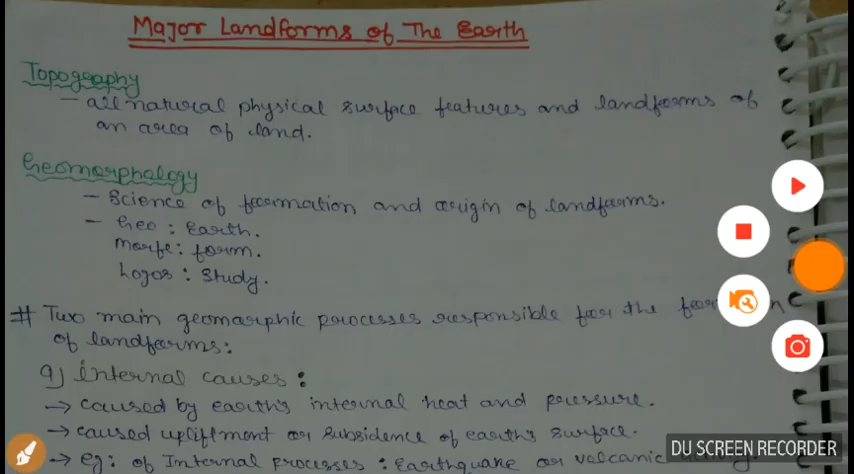 Major Landforms of The Earth
Topography
- all natural physical surface features and landforms of
an area of land.
Geomorphology
- Science of formation and origin of landforms.
- Geo : Earth.
Morfe : form.
Logos : Study.
# Two main geomorphic processes responsible for the
of landforms:
a) internal causes :
→ caused by earth's internal heat and pressure.
→ caused upliftment or subsidence of earth's surface.
→ eg: of Internal processes : Earthquake or volcanic
DU SCREEN RECORDER